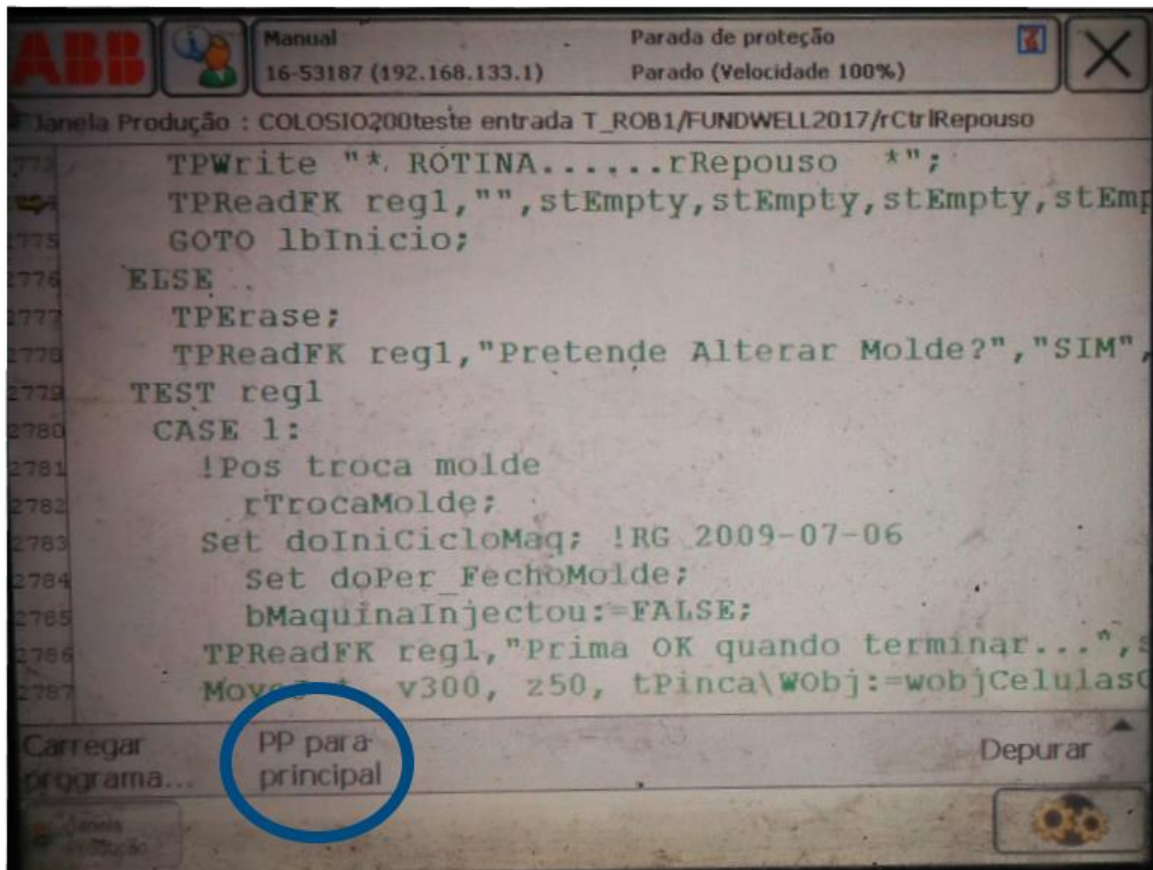 ABB
Manual
16-53187 (192.168.133.1)
Parada de proteção
Parado (Velocidade 100%)
Janela Produção : COLOSIO200teste entrada T_ROB1/FUNDWELL2017/rCtrlRepouso
2773 TPWrite "* ROTINA......rRepouso *";
TPReadFK reg1,"",stEmpty,stEmpty,stEmpty,stEmp
2775 GOTO lbInicio;
2776 ELSE
2777 TPErase;
2778 TPReadFK reg1,"Pretende Alterar Molde?","SIM",
2779 TEST reg1
2780 CASE 1:
2781 !Pos troca molde
2782 rTrocaMolde;
2783 Set doIniCicloMaq; !RG 2009-07-06
2784 Set doPer_FechoMolde;
2785 bMaquinaInjectou:=FALSE;
2786 TPReadFK reg1,"Prima OK quando terminar...",s
2787 v300, z50, tPinca\WObj:=wobjCelulas
Carregar programa...
PP para principal
Depurar
Janela